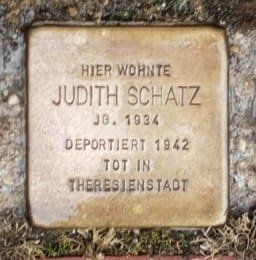 HIER WOHNTE
JUDITH SCHATZ
JG. 1934
DEPORTIERT 1942
TOT IN
THERESIENSTADT